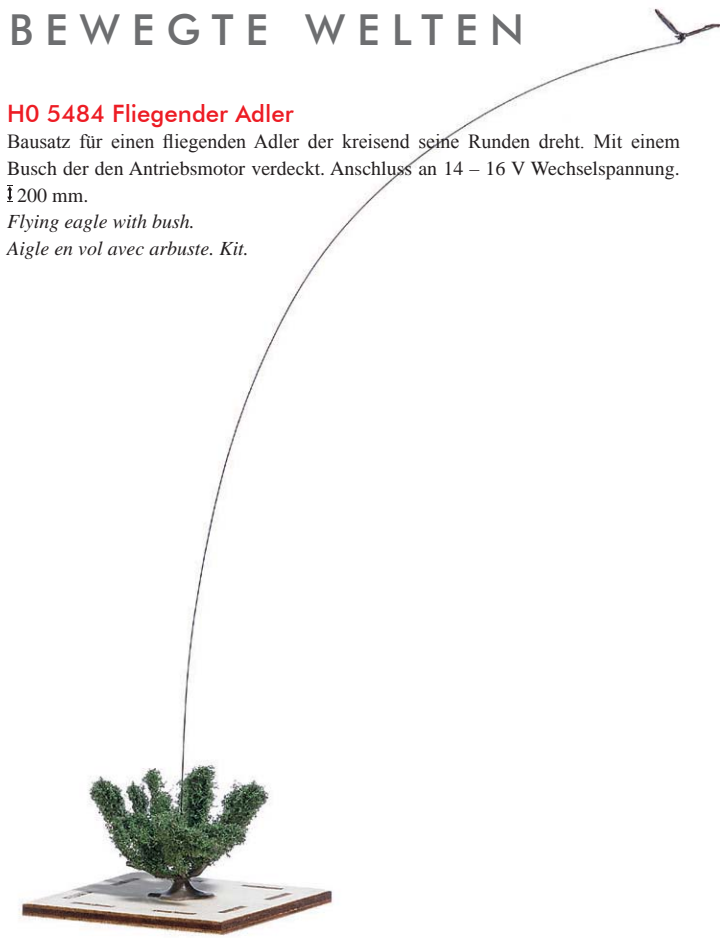 BEWEGTE WELTEN
H0 5484 Fliegender Adler
Bausatz für einen fliegenden Adler der kreisend seine Runden dreht. Mit einem
Busch der den Antriebsmotor verdeckt. Anschluss an 14 – 16 V Wechselspannung.
200 mm.
Flying eagle with bush.
Aigle en vol avec arbuste. Kit.